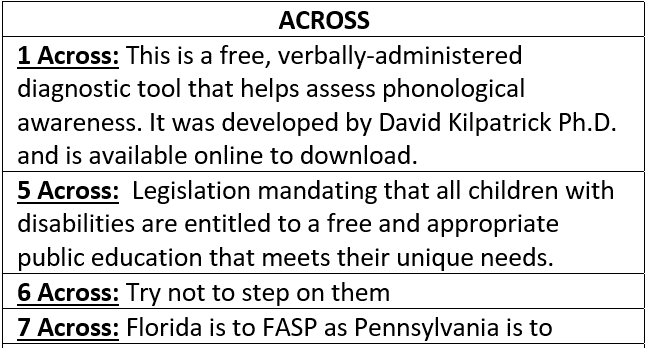 ACROSS
1 Across: This is a free, verbally-administered
diagnostic tool that helps assess phonological
awareness. It was developed by David Kilpatrick Ph.D.
and is available online to download.
5 Across:  Legislation mandating that all children with
disabilities are entitled to a free and appropriate
public education that meets their unique needs.
6 Across: Try not to step on them
7 Across: Florida is to FASP as Pennsylvania is to